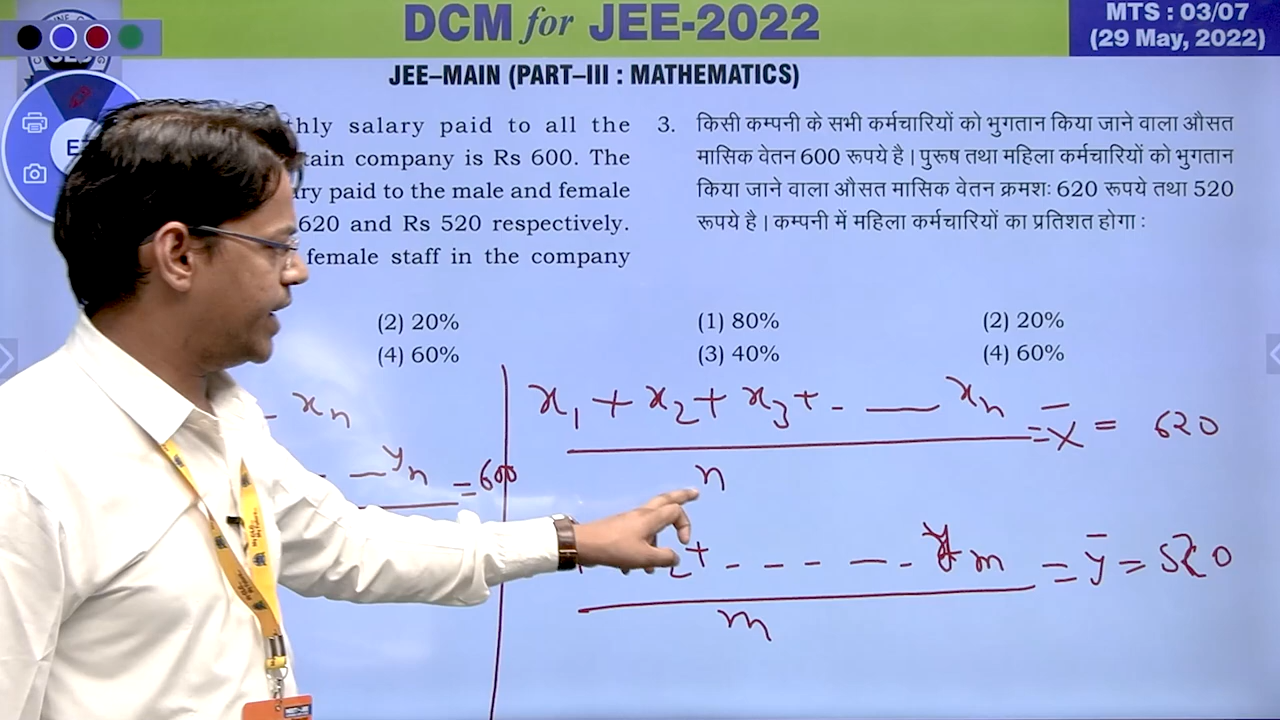 DCM for JEE-2022
MTS : 03/07
(29 May, 2022)
JEE–MAIN (PART–III : MATHEMATICS)
salary paid to all the
company is Rs 600. The
paid to the male and female
620 and Rs 520 respectively.
female staff in the company
(2) 20%
(4) 60%
3. किसी कम्पनी के सभी कर्मचारियों को भुगतान किया जाने वाला औसत
मासिक वेतन 600 रूपये है। पुरूष तथा महिला कर्मचारियों को भुगतान
किया जाने वाला औसत मासिक वेतन क्रमशः 620 रूपये तथा 520
रूपये है। कम्पनी में महिला कर्मचारियों का प्रतिशत होगा :
(1) 80% (2) 20%
(3) 40% (4) 60%
- xn
- — yn = 600
x1 + x2 + x3 + - — xn = x̄ = 620
n
2 + - - - - — - ym = ȳ = 520
m